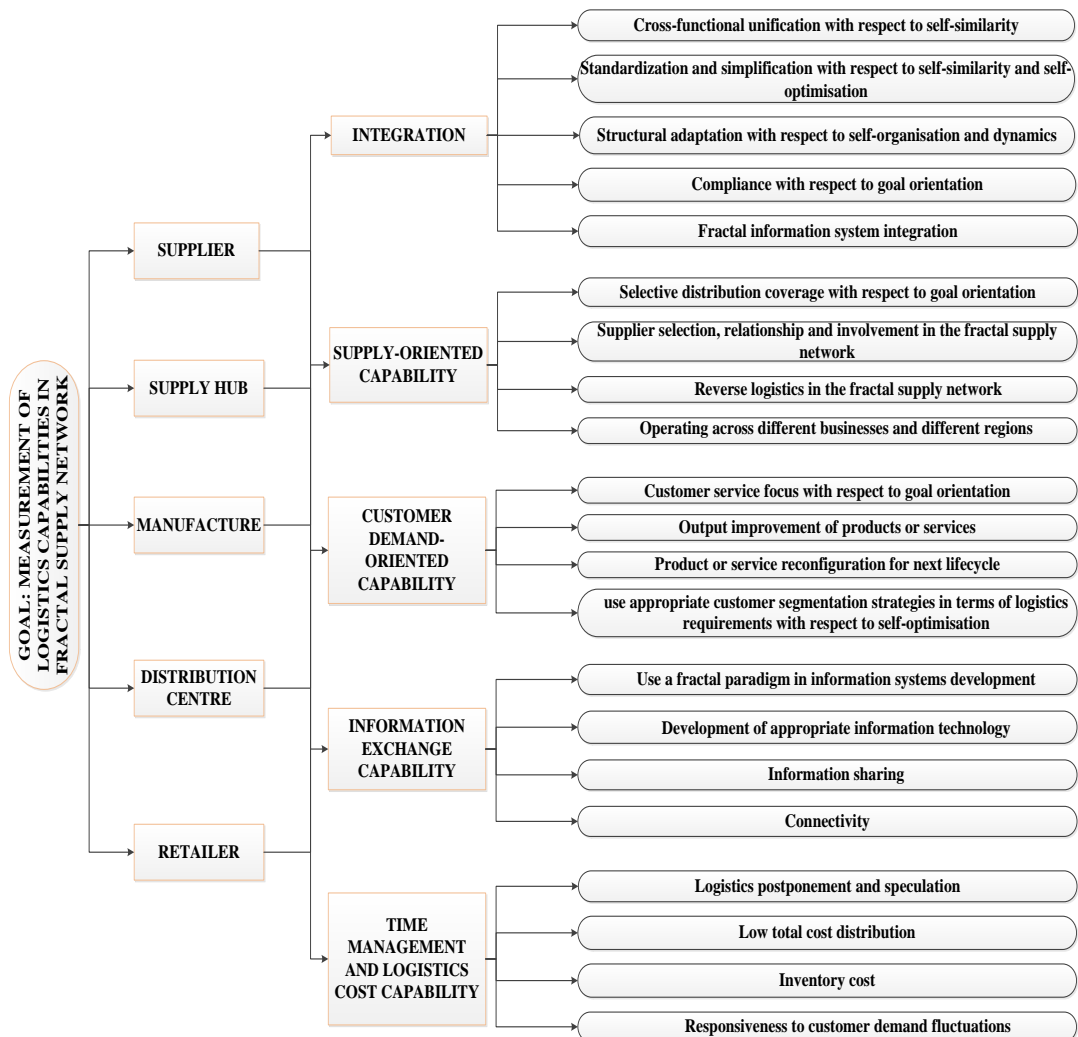 GOAL: MEASUREMENT OF
LOGISTICS CAPABILITIES IN
FRACTAL SUPPLY NETWORK
SUPPLIER
SUPPLY HUB
MANUFACTURE
DISTRIBUTION
CENTRE
RETAILER
INTEGRATION
SUPPLY-ORIENTED
CAPABILITY
CUSTOMER
DEMAND-
ORIENTED
CAPABILITY
INFORMATION
EXCHANGE
CAPABILITY
TIME
MANAGEMENT
AND LOGISTICS
COST CAPABILITY
Cross-functional unification with respect to self-similarity
Standardization and simplification with respect to self-similarity and self-
optimisation
Structural adaptation with respect to self-organisation and dynamics
Compliance with respect to goal orientation
Fractal information system integration
Selective distribution coverage with respect to goal orientation
Supplier selection, relationship and involvement in the fractal supply
network
Reverse logistics in the fractal supply network
Operating across different businesses and different regions
Customer service focus with respect to goal orientation
Output improvement of products or services
Product or service reconfiguration for next lifecycle
use appropriate customer segmentation strategies in terms of logistics
requirements with respect to self-optimisation
Use a fractal paradigm in information systems development
Development of appropriate information technology
Information sharing
Connectivity
Logistics postponement and speculation
Low total cost distribution
Inventory cost
Responsiveness to customer demand fluctuations